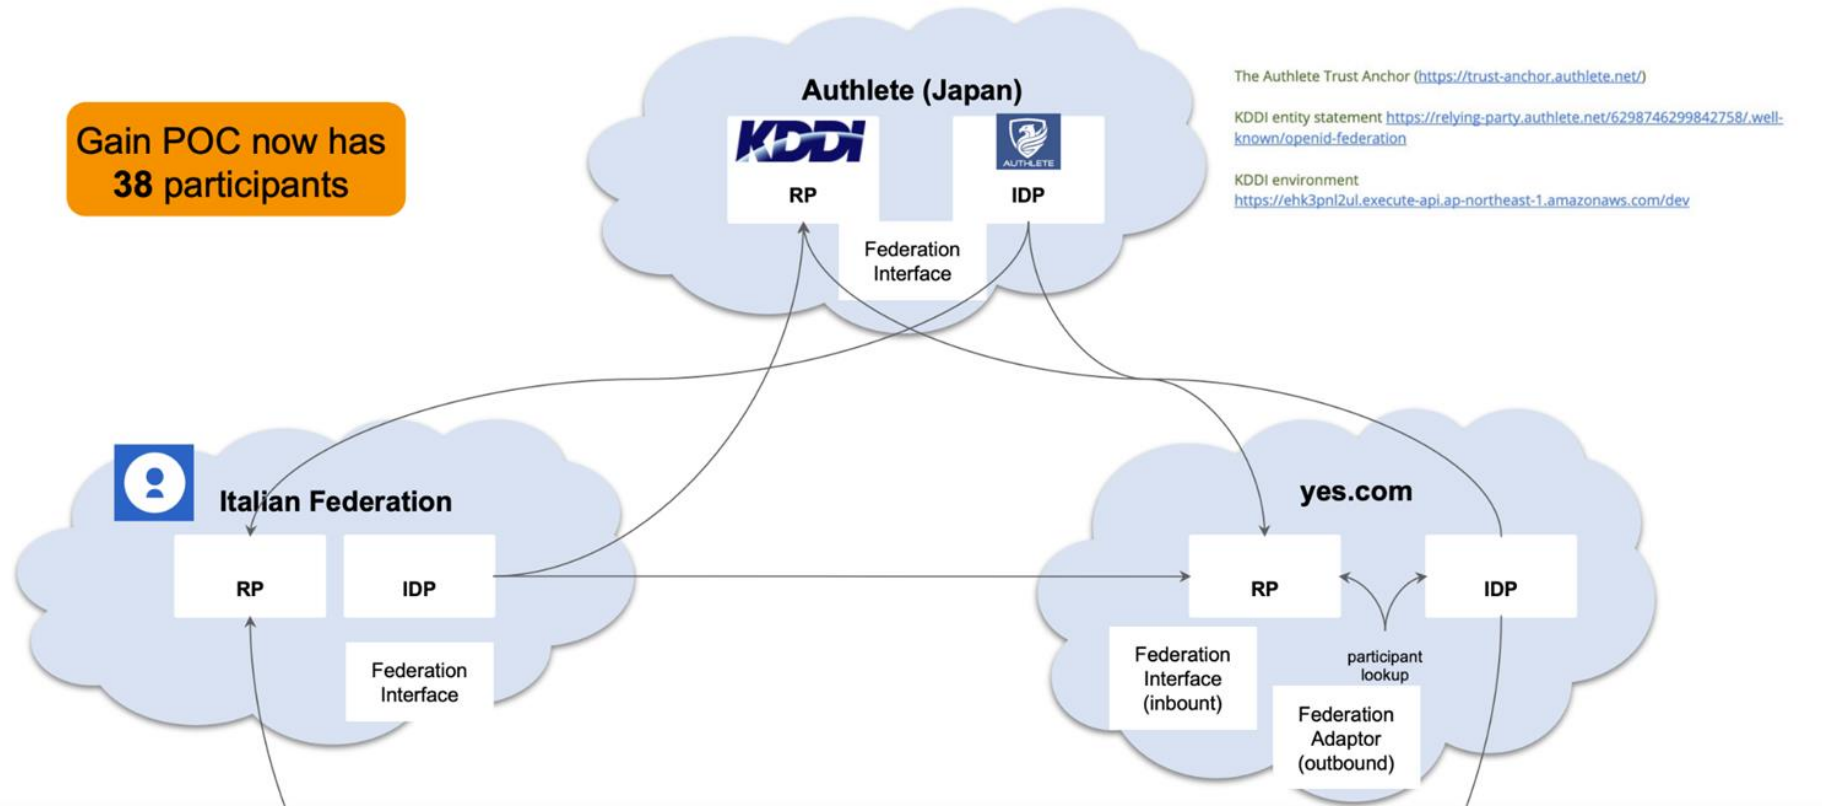 Gain POC now has
38 participants
Authlete (Japan)
KDDI
AUTHLETE
RP
IDP
Federation
Interface
The Authlete Trust Anchor (https://trust-anchor.authlete.net/)
KDDI entity statement https://relying-party.authlete.net/6298746299842758/.well-
known/openid-federation
KDDI environment
https://ehk3pnl2ul.execute-api.ap-northeast-1.amazonaws.com/dev
Italian Federation
RP
IDP
Federation
Interface
yes.com
RP
IDP
participant
lookup
Federation
Interface
(inbount)
Federation
Adaptor
(outbound)